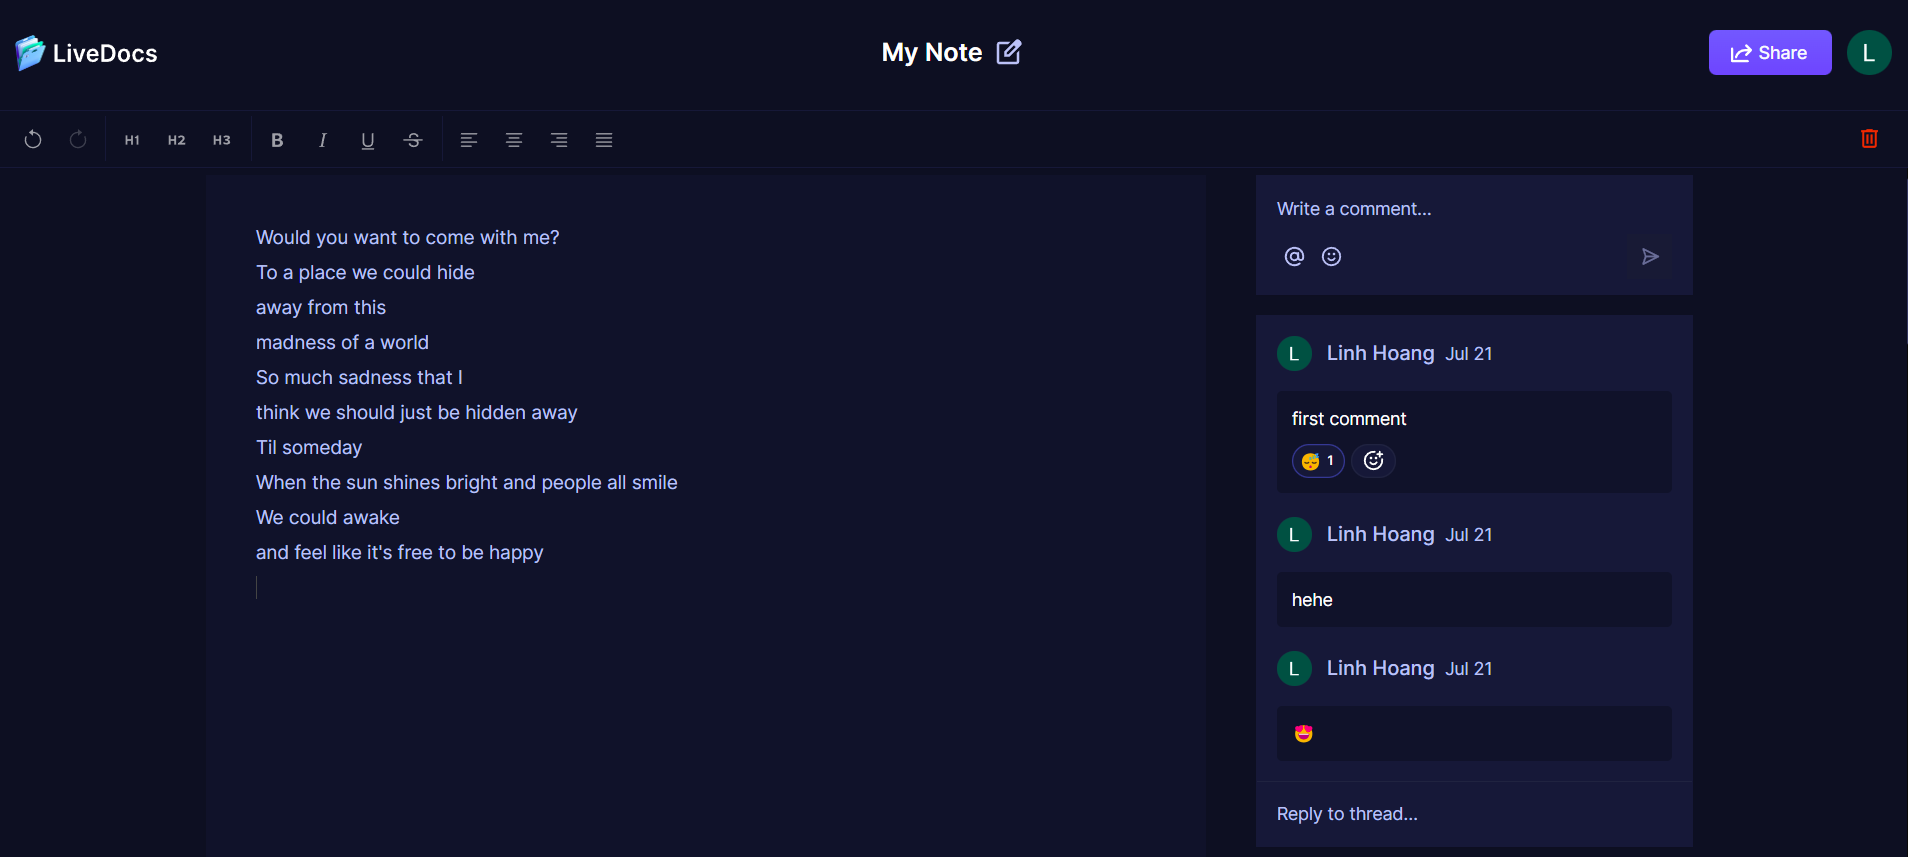 LiveDocs
My Note
Share
L
H1 H2 H3 B I U S
Would you want to come with me?
To a place we could hide
away from this
madness of a world
So much sadness that I
think we should just be hidden away
Til someday
When the sun shines bright and people all smile
We could awake
and feel like it's free to be happy
Write a comment...
@
L Linh Hoang Jul 21
first comment
😴 1
L Linh Hoang Jul 21
hehe
L Linh Hoang Jul 21
😍
Reply to thread...